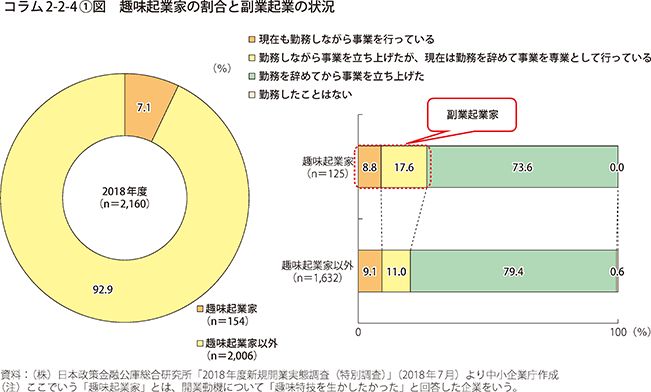 コラム2-2-4①図　趣味起業家の割合と副業起業の状況
現在も勤務しながら事業を行っている
勤務しながら事業を立ち上げたが、現在は勤務を辞めて事業を専業として行っている
勤務を辞めてから事業を立ち上げた
勤務したことはない
（%）
7.1
2018年度
（n=2,160）
92.9
趣味起業家
（n=154）
趣味起業家以外
（n=2,006）
副業起業家
趣味起業家
（n=125）
8.8 17.6 73.6 0.0
趣味起業家以外
（n=1,632）
9.1 11.0 79.4 0.6
0 100（%）
資料：（株）日本政策金融公庫総合研究所「2018年度新規開業実態調査（特別調査）」（2018年7月）より中小企業庁作成
（注）ここでいう「趣味起業家」とは、開業動機について「趣味特技を生かしたかった」と回答した企業をいう。